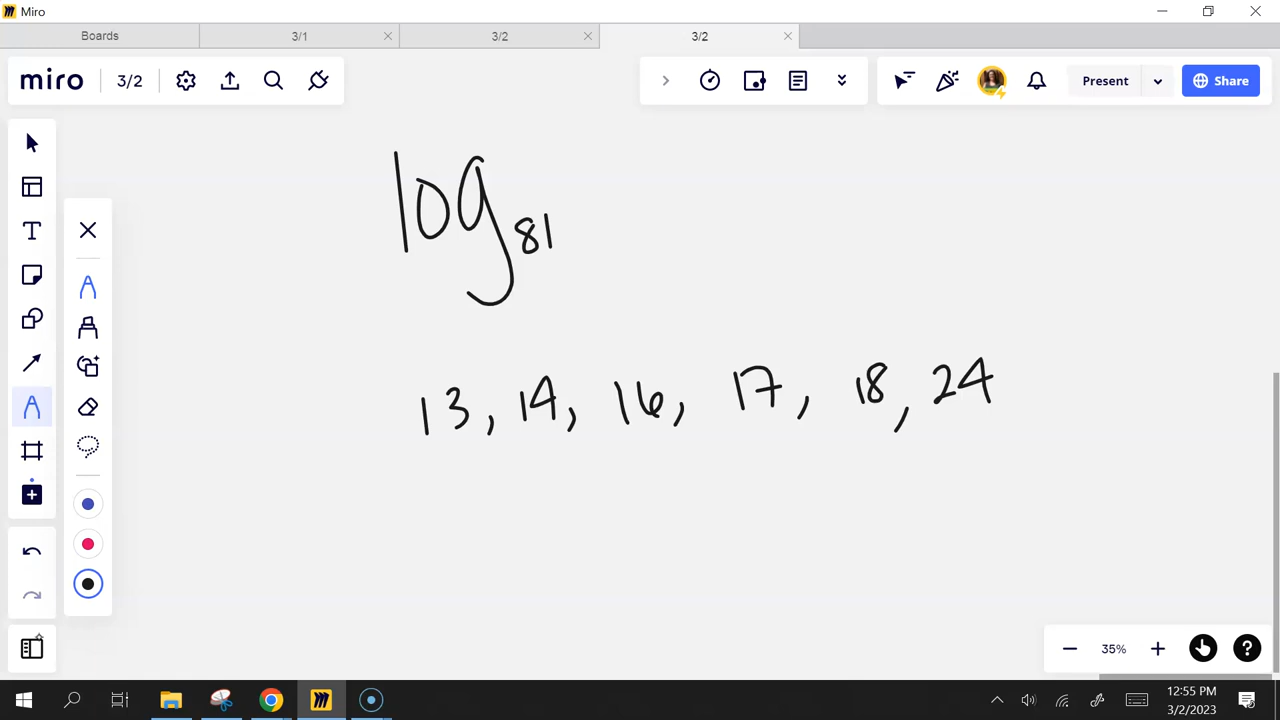 Miro
Boards 3/1 3/2 3/2
miro 3/2 Present Share
log81
13, 14, 16, 17, 18, 24
35%
12:55 PM
3/2/2023